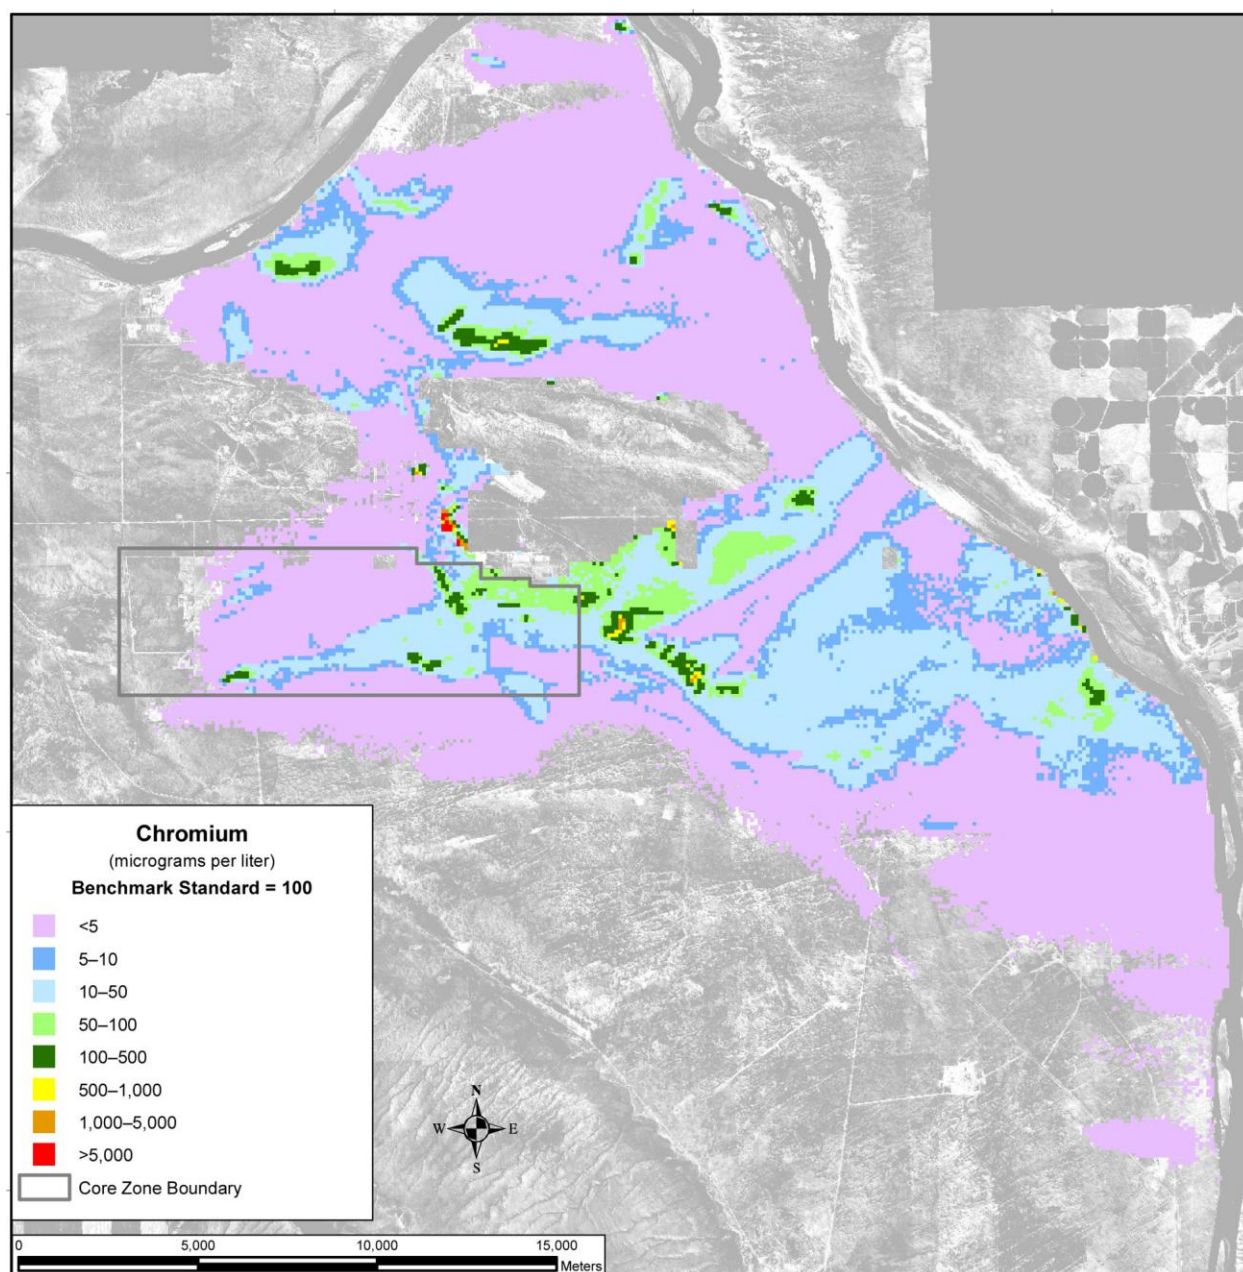 N
W E
S
Chromium
(micrograms per liter)
Benchmark Standard = 100
<5
5–10
10–50
50–100
100–500
500–1,000
1,000–5,000
>5,000
Core Zone Boundary
0 5,000 10,000 15,000
Meters